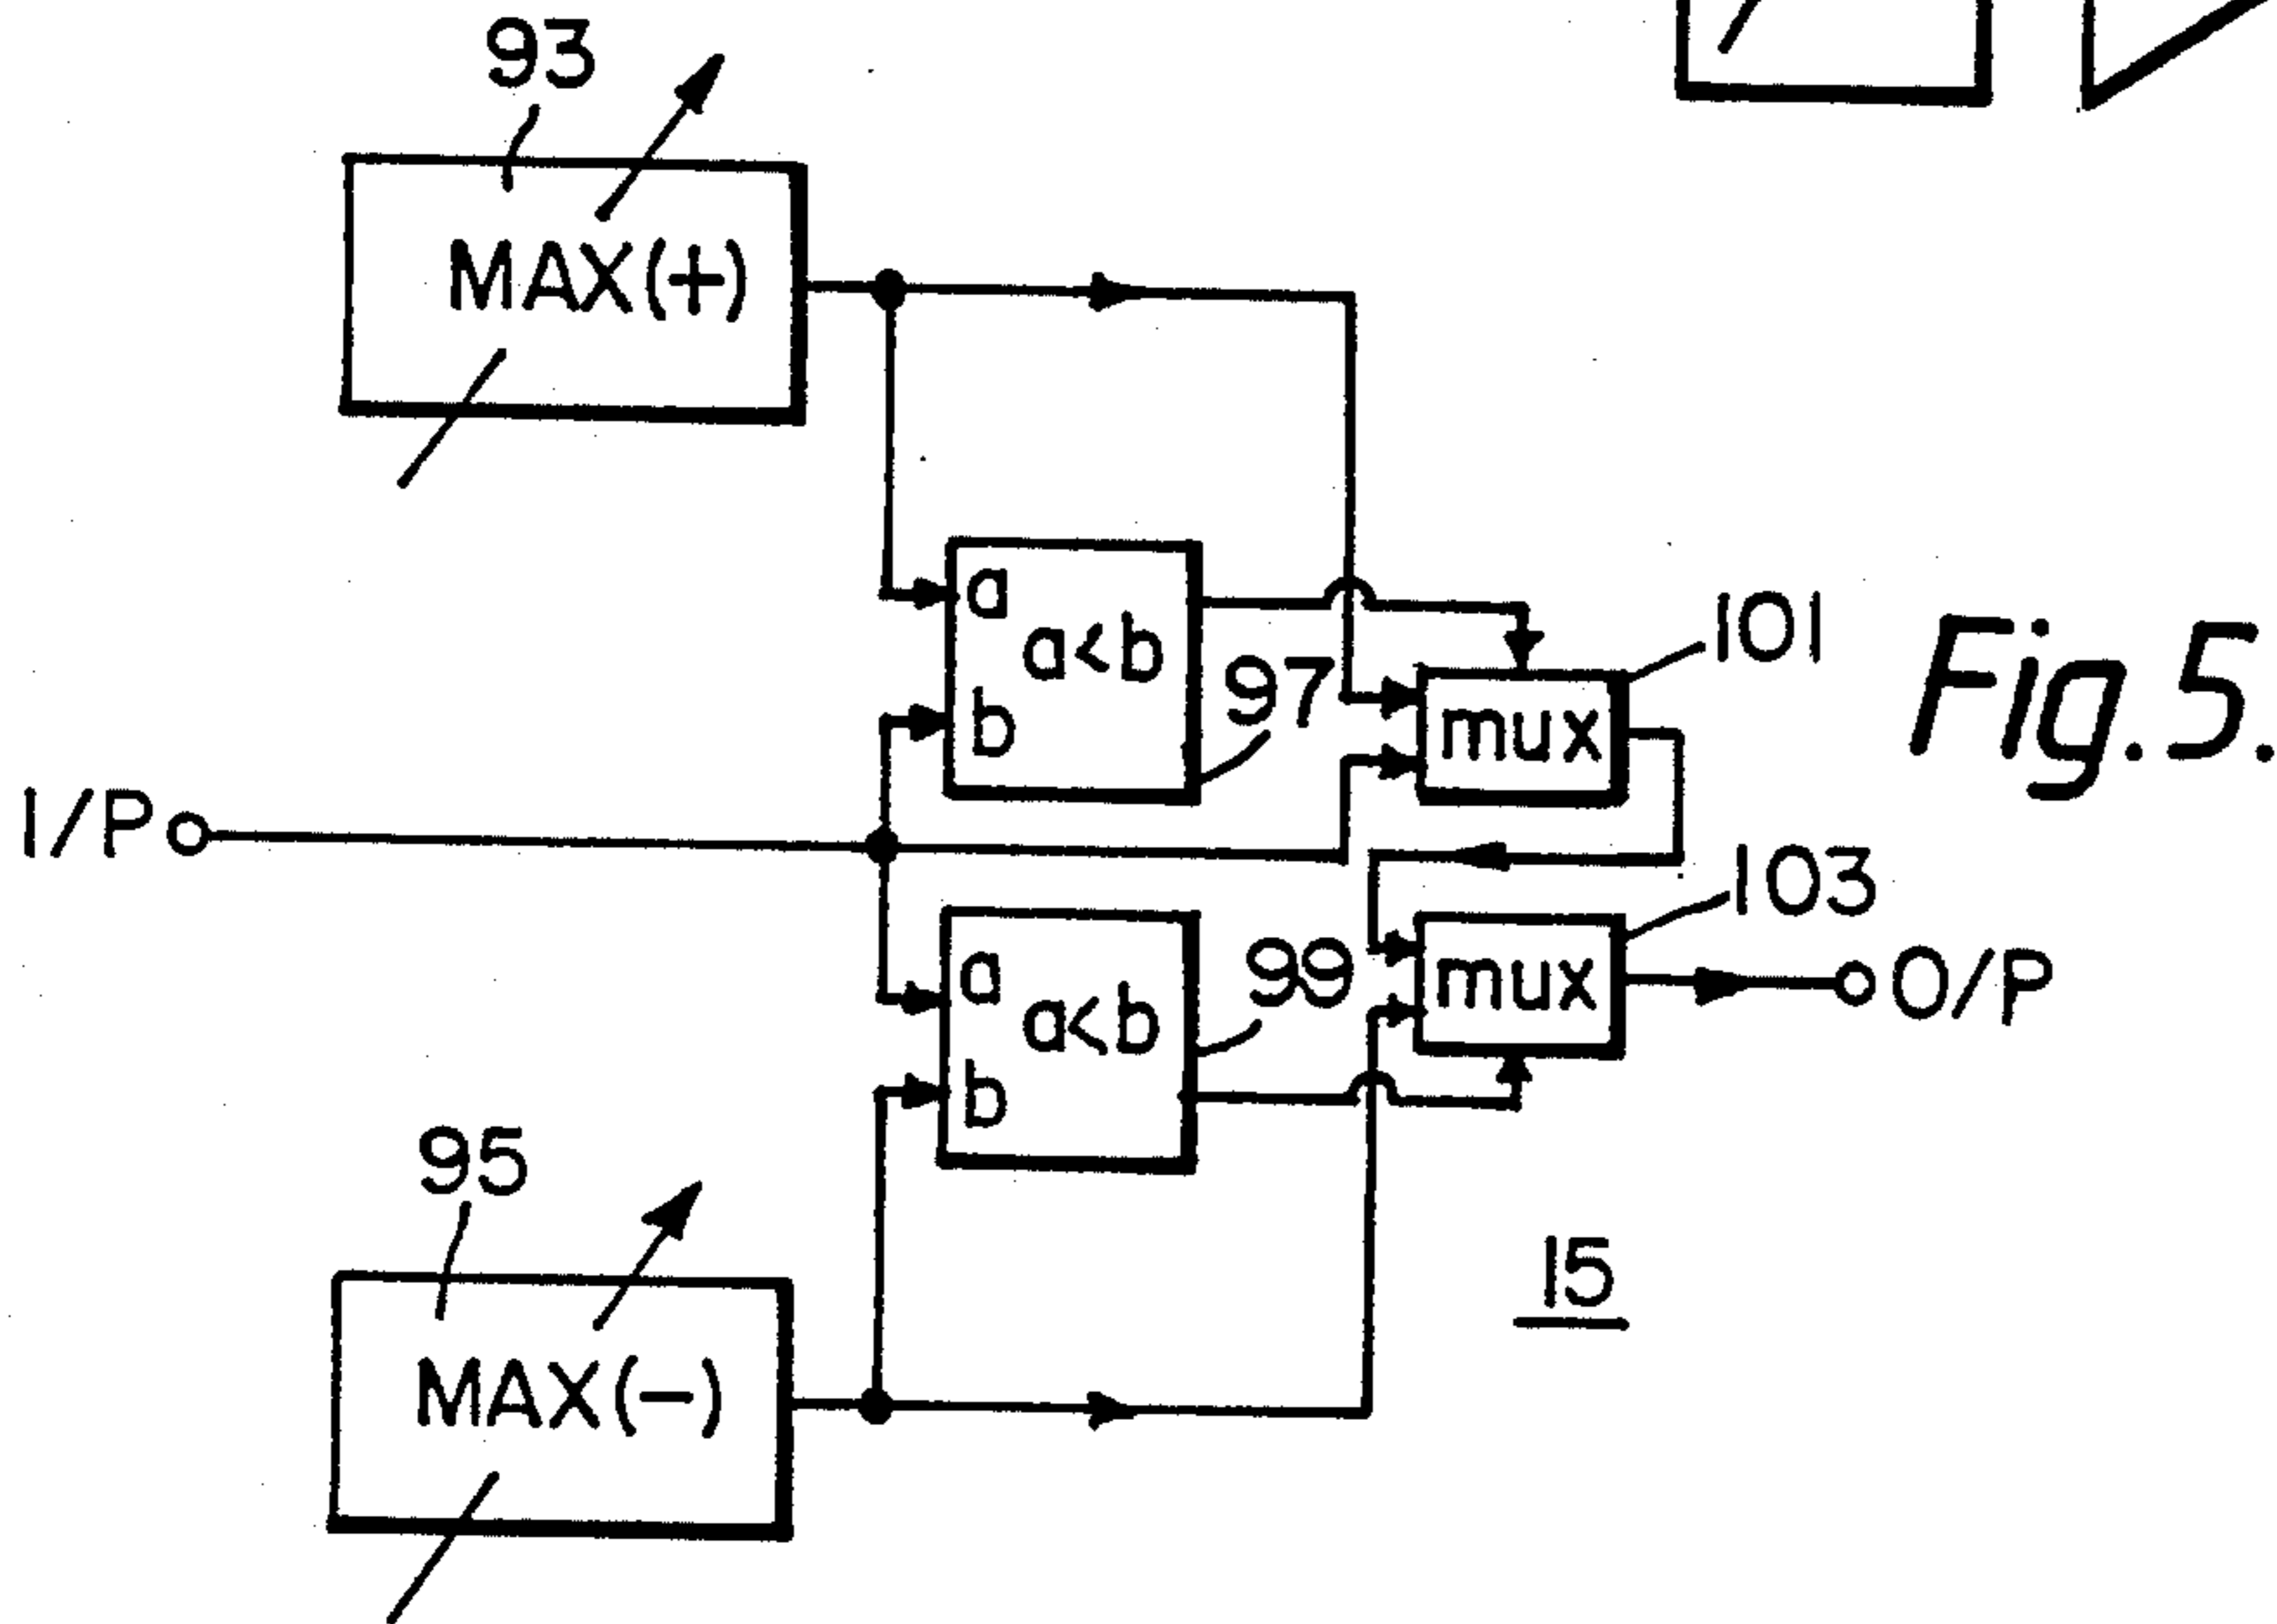 93
MAX(+)
a
a<b
b
97
101
mux
Fig.5.
I/P
103
a
a<b
b
99
mux
O/P
95
MAX(-)
15